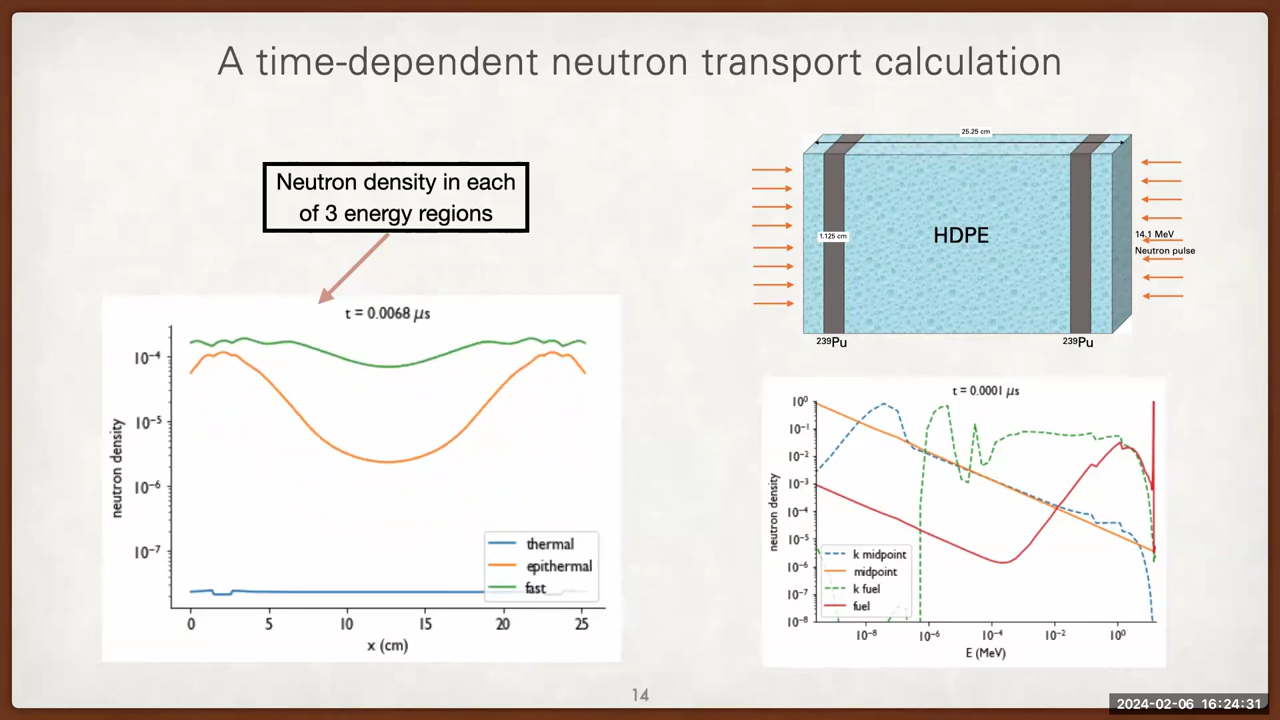 A time-dependent neutron transport calculation
Neutron density in each
of 3 energy regions
25.25 cm
1.125 cm
HDPE
14.1 MeV
Neutron pulse
²³⁹Pu
²³⁹Pu
t = 0.0068 μs
neutron density
10⁻⁴
10⁻⁵
10⁻⁶
10⁻⁷
thermal
epithermal
fast
0 5 10 15 20 25
x (cm)
t = 0.0001 μs
neutron density
10⁰
10⁻¹
10⁻²
10⁻³
10⁻⁴
10⁻⁵
10⁻⁶
10⁻⁷
10⁻⁸
k midpoint
midpoint
k fuel
fuel
10⁻⁸ 10⁻⁶ 10⁻⁴ 10⁻² 10⁰
E (MeV)
14
2024-02-06 16:24:31